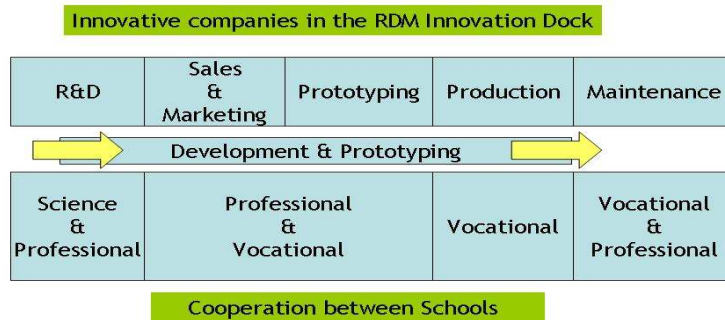 Innovative companies in the RDM Innovation Dock
R&D
Sales
&
Marketing
Prototyping
Production
Maintenance
Development & Prototyping
Science
&
Professional
Professional
&
Vocational
Vocational
Vocational
&
Professional
Cooperation between Schools